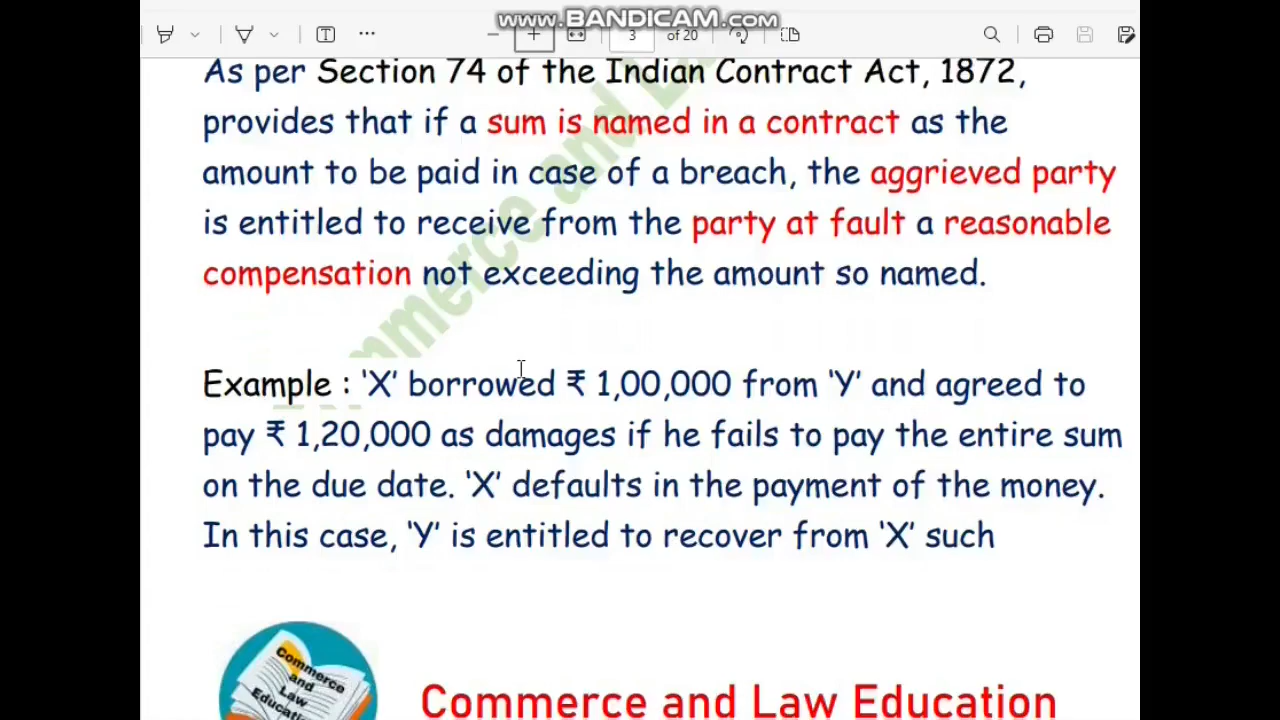 www.BANDICAM.com
3 of 20
As per Section 74 of the Indian Contract Act, 1872,
provides that if a sum is named in a contract as the
amount to be paid in case of a breach, the aggrieved party
is entitled to receive from the party at fault a reasonable
compensation not exceeding the amount so named.
Example : ‘X’ borrowed ₹ 1,00,000 from ‘Y’ and agreed to
pay ₹ 1,20,000 as damages if he fails to pay the entire sum
on the due date. ‘X’ defaults in the payment of the money.
In this case, ‘Y’ is entitled to recover from ‘X’ such
Commerce
and
Law
Commerce and Law Education